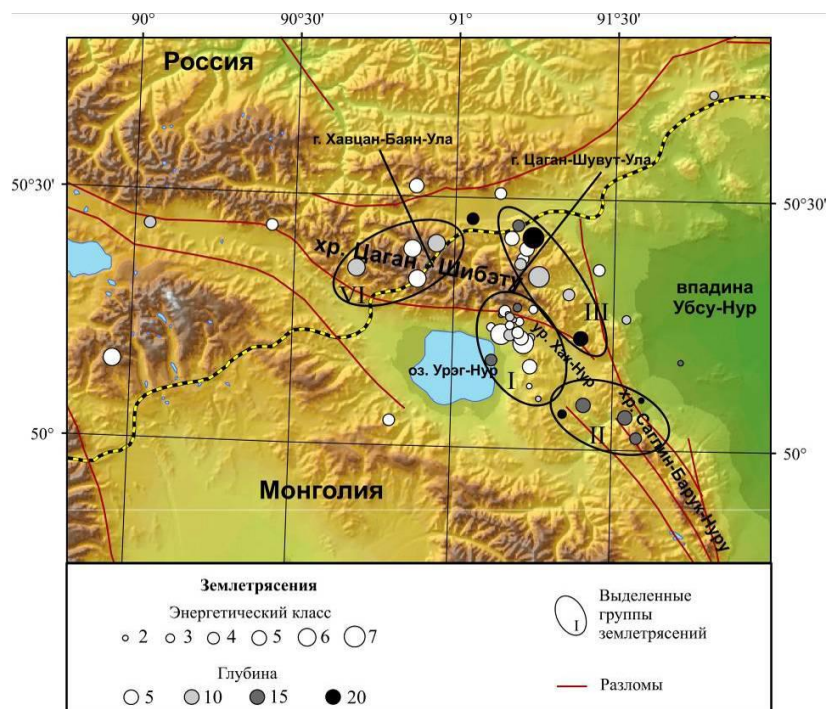 90° 90°30' 91° 91°30'
Россия
г. Хавцан-Баян-Ула
г. Цаган-Шувут-Ула
50°30' 50°30'
хр. Цаган Шибэту
VI
III
впадина
Убсу-Нур
ур. Хак-Нур
оз. Урэг-Нур
I
хр. Саглин-Барук-Нуру
II
50° 50°
Монголия
Землетрясения
Энергетический класс
2 3 4 5 6 7
Глубина
5 10 15 20
Выделенные
группы
землетрясений
I
Разломы